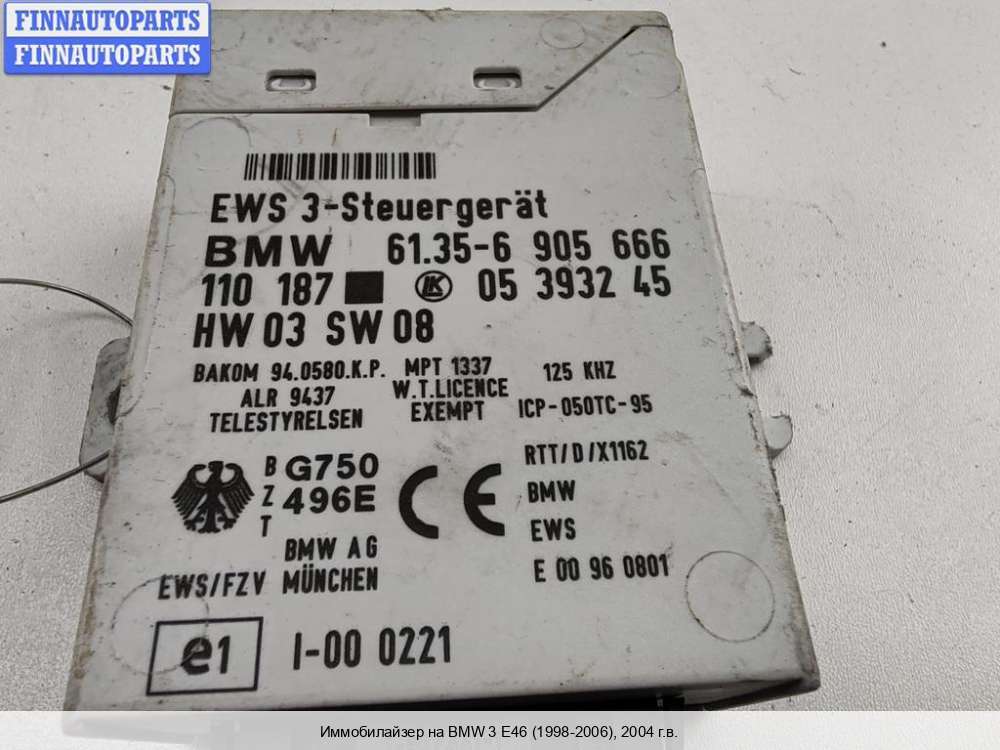 FINNAUTOPARTS
FINNAUTOPARTS
EWS 3-Steuergerät
BMW 61.35-6 905 666
110 187 LK 05 3932 45
HW 03 SW 08
BAKOM 94.0580.K.P. MPT 1337 125 KHZ
ALR 9437 W.T.LICENCE
TELESTYRELSEN EXEMPT ICP-050TC-95
BZT G750 496E
CE
RTT/D/X1162
BMW
EWS
E 00 96 0801
BMW AG
EWS/FZV MÜNCHEN
e1 I-00 0221
Иммобилайзер на BMW 3 E46 (1998-2006), 2004 г.в.